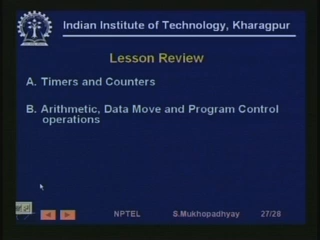 Indian Institute of Technology, Kharagpur
Lesson Review
A. Timers and Counters
B. Arithmetic, Data Move and Program Control
operations
NPTEL S.Mukhopadhyay 27/28